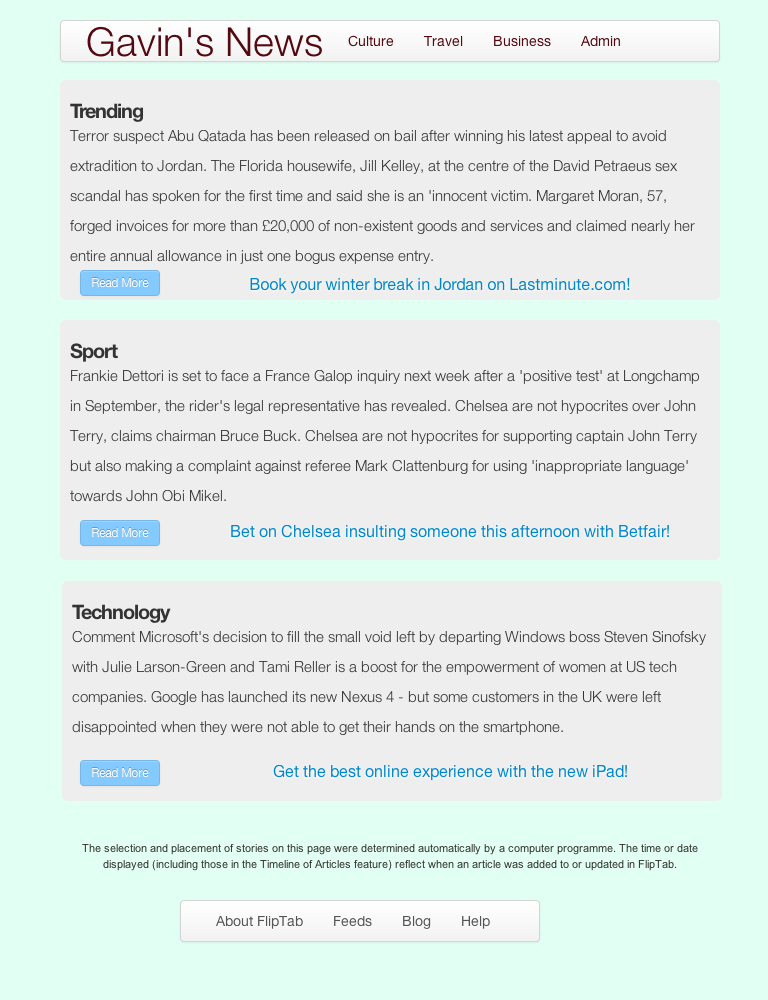 Gavin's News Culture Travel Business Admin
Trending
Terror suspect Abu Qatada has been released on bail after winning his latest appeal to avoid
extradition to Jordan. The Florida housewife, Jill Kelley, at the centre of the David Petraeus sex
scandal has spoken for the first time and said she is an 'innocent victim. Margaret Moran, 57,
forged invoices for more than £20,000 of non-existent goods and services and claimed nearly her
entire annual allowance in just one bogus expense entry.
Read More Book your winter break in Jordan on Lastminute.com!
Sport
Frankie Dettori is set to face a France Galop inquiry next week after a 'positive test' at Longchamp
in September, the rider's legal representative has revealed. Chelsea are not hypocrites over John
Terry, claims chairman Bruce Buck. Chelsea are not hypocrites for supporting captain John Terry
but also making a complaint against referee Mark Clattenburg for using 'inappropriate language'
towards John Obi Mikel.
Read More Bet on Chelsea insulting someone this afternoon with Betfair!
Technology
Comment Microsoft's decision to fill the small void left by departing Windows boss Steven Sinofsky
with Julie Larson-Green and Tami Reller is a boost for the empowerment of women at US tech
companies. Google has launched its new Nexus 4 - but some customers in the UK were left
disappointed when they were not able to get their hands on the smartphone.
Read More Get the best online experience with the new iPad!
The selection and placement of stories on this page were determined automatically by a computer programme. The time or date
displayed (including those in the Timeline of Articles feature) reflect when an article was added to or updated in FlipTab.
About FlipTab Feeds Blog Help